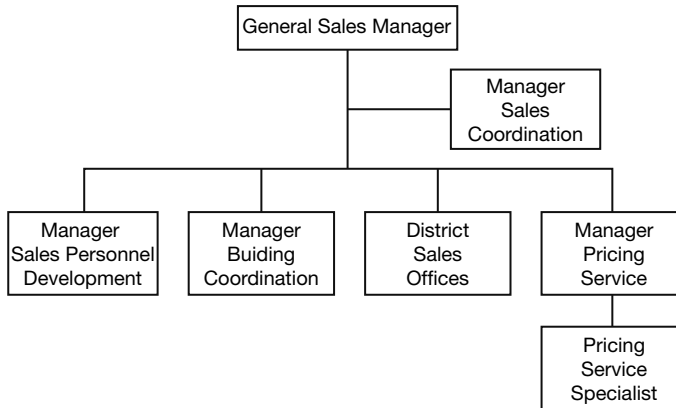 General Sales Manager
Manager
Sales
Coordination
Manager
Sales Personnel
Development
Manager
Buiding
Coordination
District
Sales
Offices
Manager
Pricing
Service
Pricing
Service
Specialist